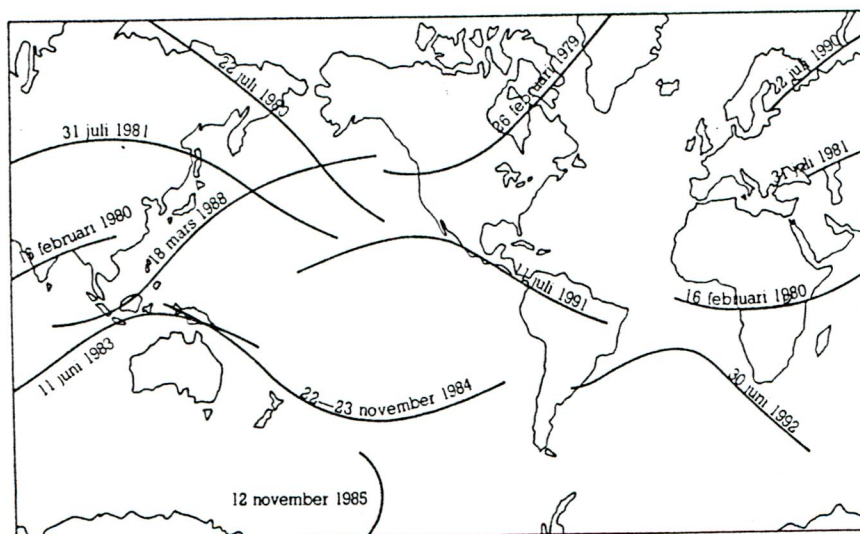 22 juli
26 februari 1979
22 juli 1990
31 juli 1981
31 juli 1981
16 februari 1980
18 mars 1988
11 juli 1991
16 februari 1980
11 juni 1983
22—23 november 1984
30 juni 1992
12 november 1985